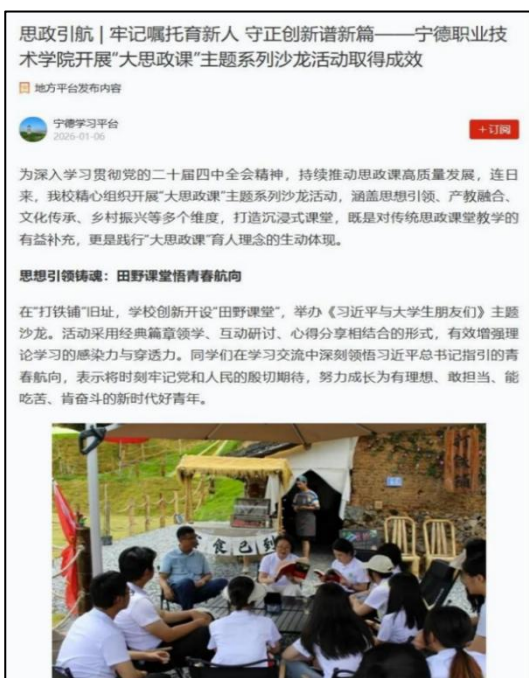 思政引航 | 牢记嘱托育新人 守正创新谱新篇——宁德职业技
术学院开展“大思政课”主题系列沙龙活动取得成效
地方平台发布内容
宁德学习平台
2026-01-06
+订阅
为深入学习贯彻党的二十届四中全会精神，持续推动思政课高质量发展，连日
来，我校精心组织开展“大思政课”主题系列沙龙活动，涵盖思想引领、产教融合、
文化传承、乡村振兴等多个维度，打造沉浸式课堂，既是对传统思政课堂教学的
有益补充，更是践行“大思政课”育人理念的生动体现。
思想引领铸魂：田野课堂悟青春航向
在“打铁铺”旧址，学校创新开设“田野课堂”，举办《习近平与大学生朋友们》主题
沙龙。活动采用经典篇章领学、互动研讨、心得分享相结合的形式，有效增强理
论学习的感染力与穿透力。同学们在学习交流中深刻领悟习近平总书记指引的青
春航向，表示将时刻牢记党和人民的殷切期待，努力成长为有理想、敢担当、能
吃苦、肯奋斗的新时代好青年。
食已到